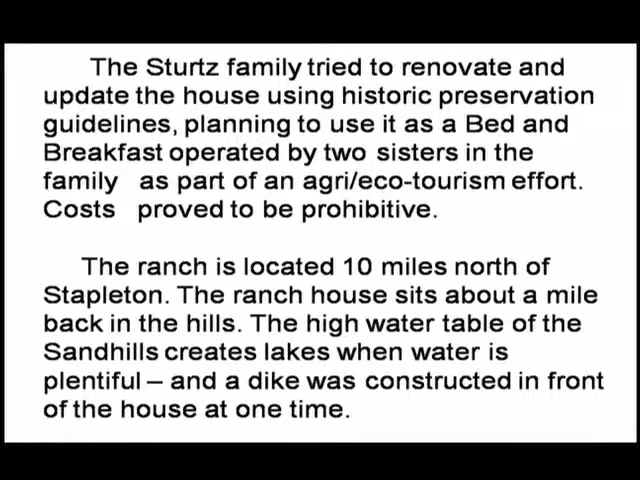 The Sturtz family tried to renovate and
update the house using historic preservation
guidelines, planning to use it as a Bed and
Breakfast operated by two sisters in the
family as part of an agri/eco-tourism effort.
Costs proved to be prohibitive.
The ranch is located 10 miles north of
Stapleton. The ranch house sits about a mile
back in the hills. The high water table of the
Sandhills creates lakes when water is
plentiful – and a dike was constructed in front
of the house at one time.